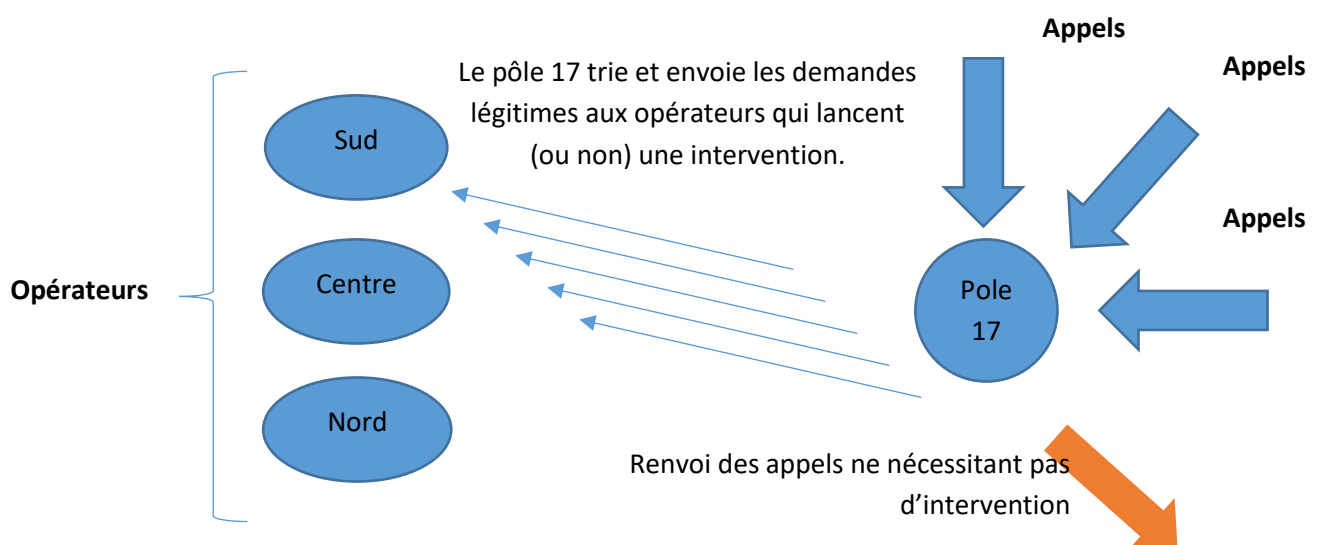 Appels
Appels
Le pôle 17 trie et envoie les demandes
légitimes aux opérateurs qui lancent
(ou non) une intervention.
Sud
Appels
Opérateurs
Centre
Pole
17
Nord
Renvoi des appels ne nécessitant pas
d’intervention